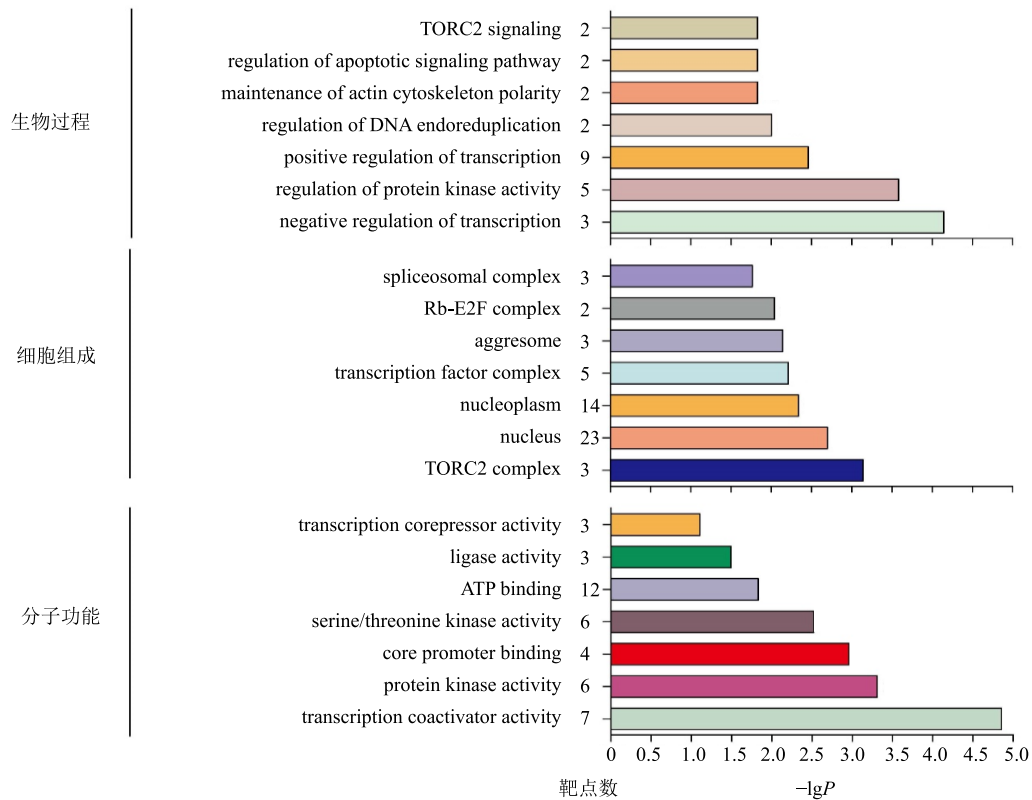 生物过程
TORC2 signaling 2
regulation of apoptotic signaling pathway 2
maintenance of actin cytoskeleton polarity 2
regulation of DNA endoreduplication 2
positive regulation of transcription 9
regulation of protein kinase activity 5
negative regulation of transcription 3
细胞组成
spliceosomal complex 3
Rb-E2F complex 2
aggresome 3
transcription factor complex 5
nucleoplasm 14
nucleus 23
TORC2 complex 3
分子功能
transcription corepressor activity 3
ligase activity 3
ATP binding 12
serine/threonine kinase activity 6
core promoter binding 4
protein kinase activity 6
transcription coactivator activity 7
0 0.5 1.0 1.5 2.0 2.5 3.0 3.5 4.0 4.5 5.0
靶点数 −lgP